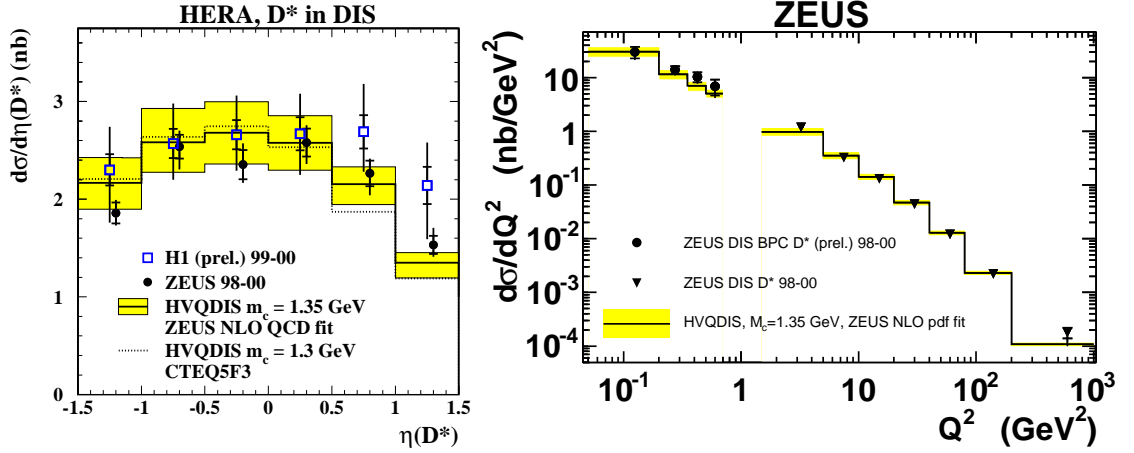 HERA, D* in DIS
dσ/dη(D*) (nb)
3
2
1
0
H1 (prel.) 99-00
ZEUS 98-00
HVQDIS m_c = 1.35 GeV
ZEUS NLO QCD fit
HVQDIS m_c = 1.3 GeV
CTEQ5F3
-1.5 -1 -0.5 0 0.5 1 1.5
η(D*)
ZEUS
dσ/dQ² (nb/GeV²)
10
1
10⁻¹
10⁻²
10⁻³
10⁻⁴
ZEUS DIS BPC D* (prel.) 98-00
ZEUS DIS D* 98-00
HVQDIS, M_c=1.35 GeV, ZEUS NLO pdf fit
10⁻¹ 1 10 10² 10³
Q² (GeV²)